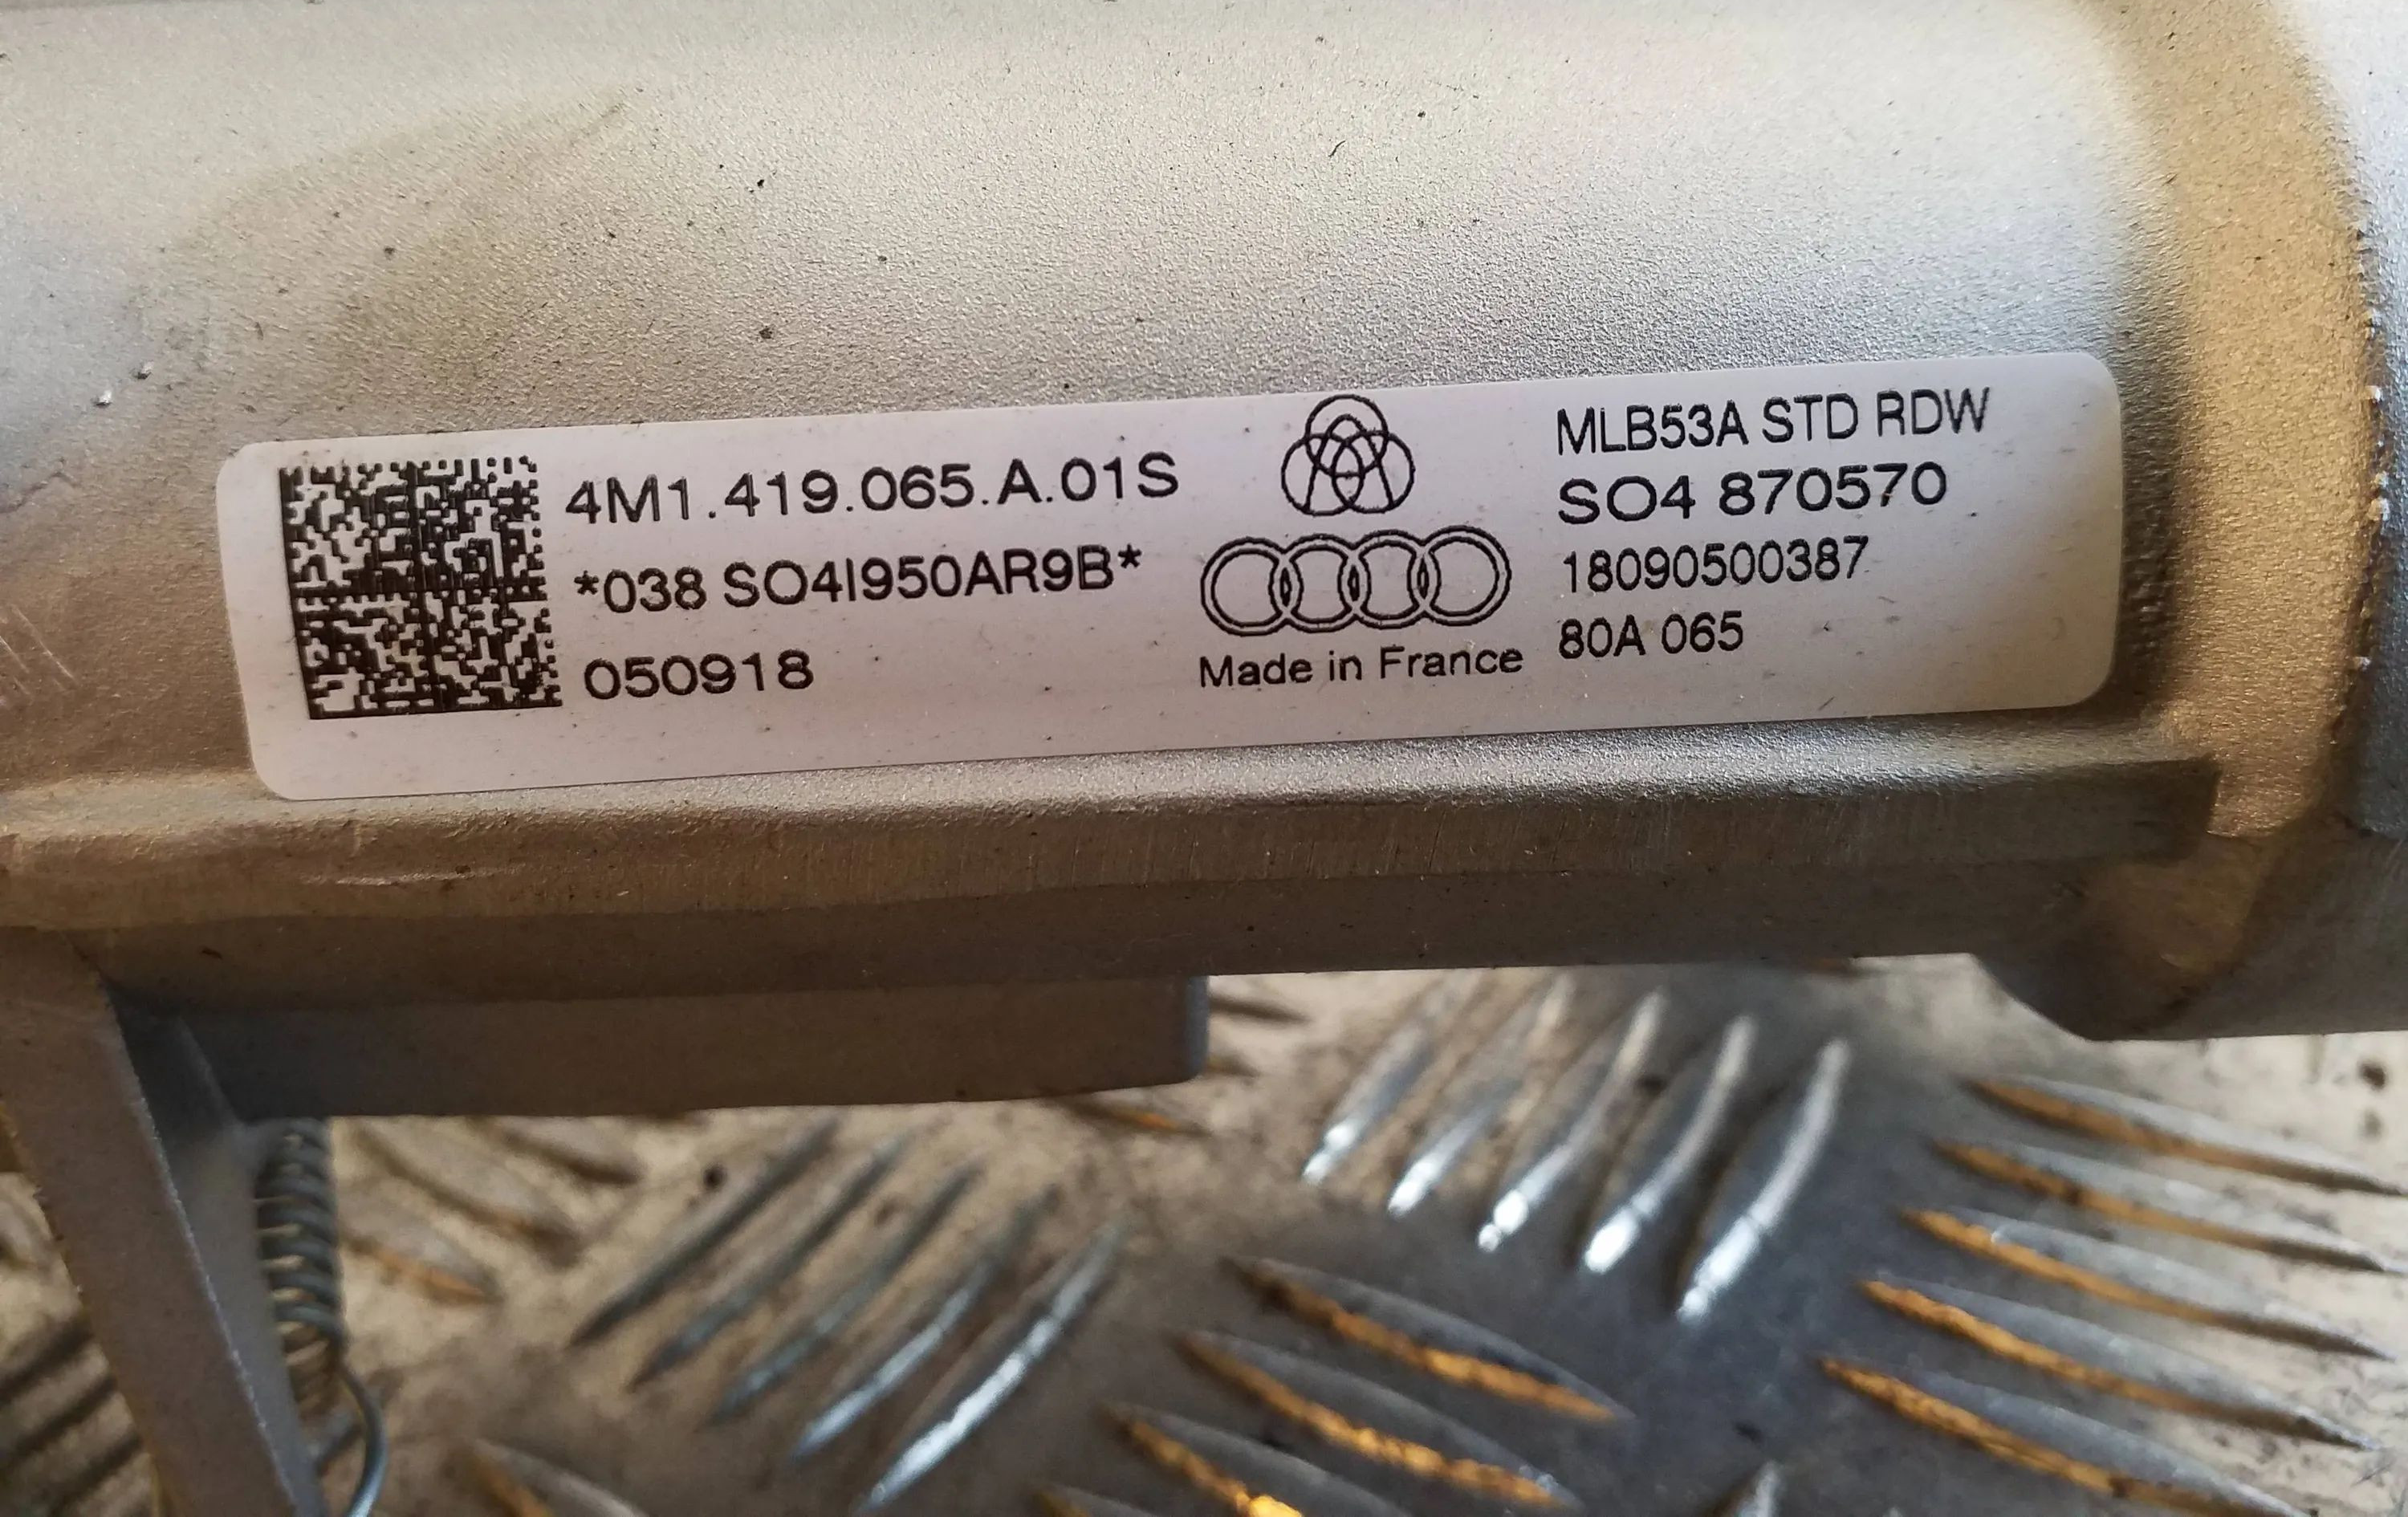 4M1.419.065.A.01S
*038 SO4I950AR9B*
050918
Made in France
MLB53A STD RDW
SO4 870570
18090500387
80A 065